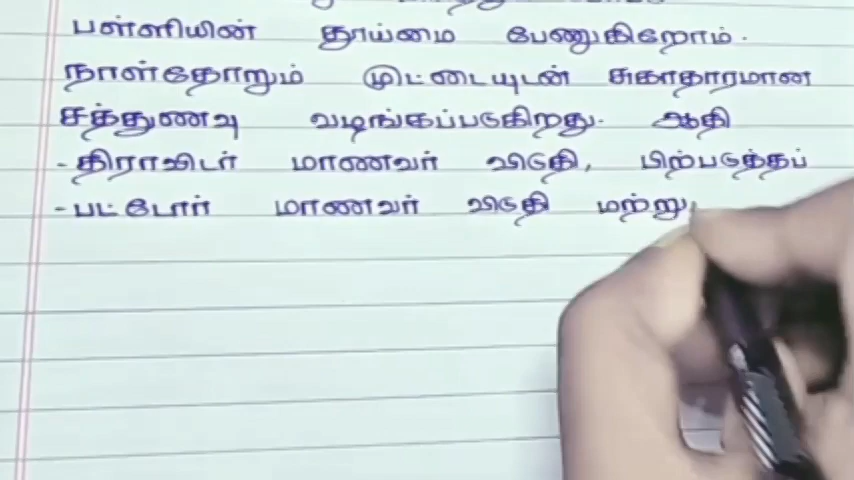 பள்ளியின் தூய்மை பேணுகிறோம்.
நாள்தோறும் முட்டையுடன் சுகாதாரமான
சத்துணவு வழங்கப்படுகிறது. ஆதி
-திராவிடர் மாணவர் விடுதி, பிற்படுத்தப்
-பட்டோர் மாணவர் விடுதி மற்று